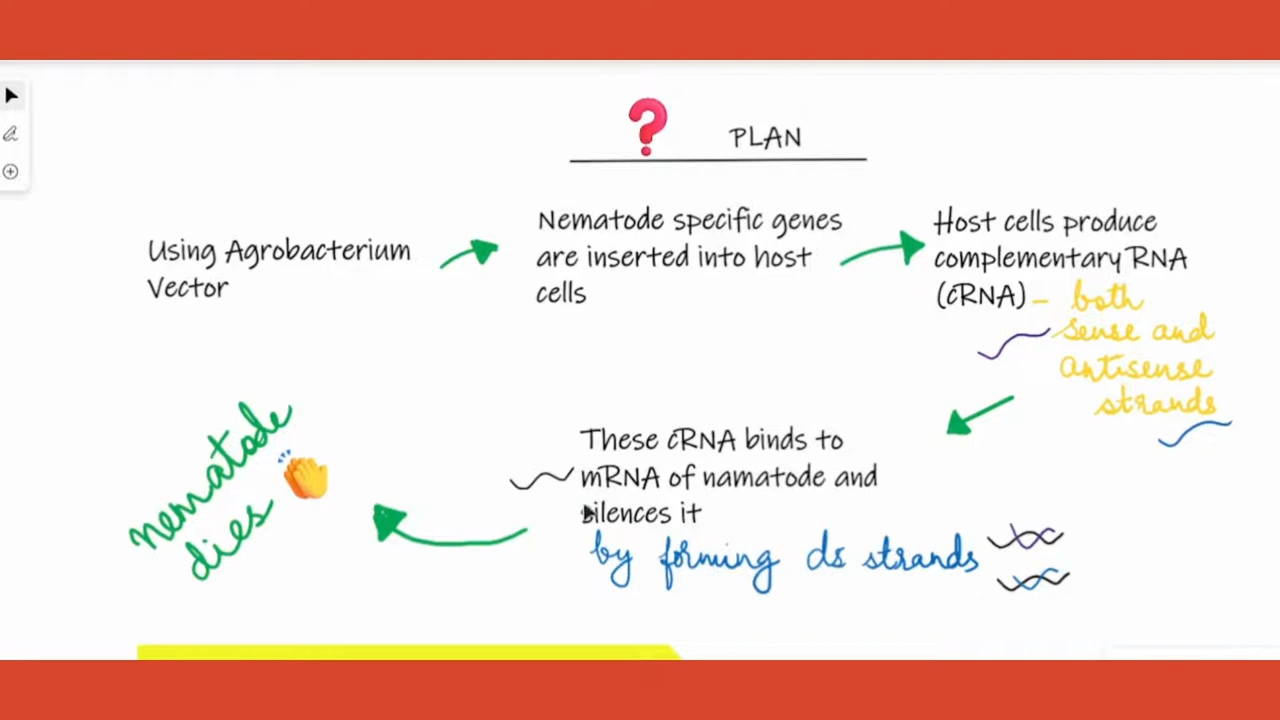 PLAN
Using Agrobacterium
Vector
Nematode specific genes
are inserted into host
cells
Host cells produce
complementary RNA
(cRNA) - both
sense and
antisense
strands
These cRNA binds to
mRNA of namatode and
silences it
by forming ds strands
nematode
dies